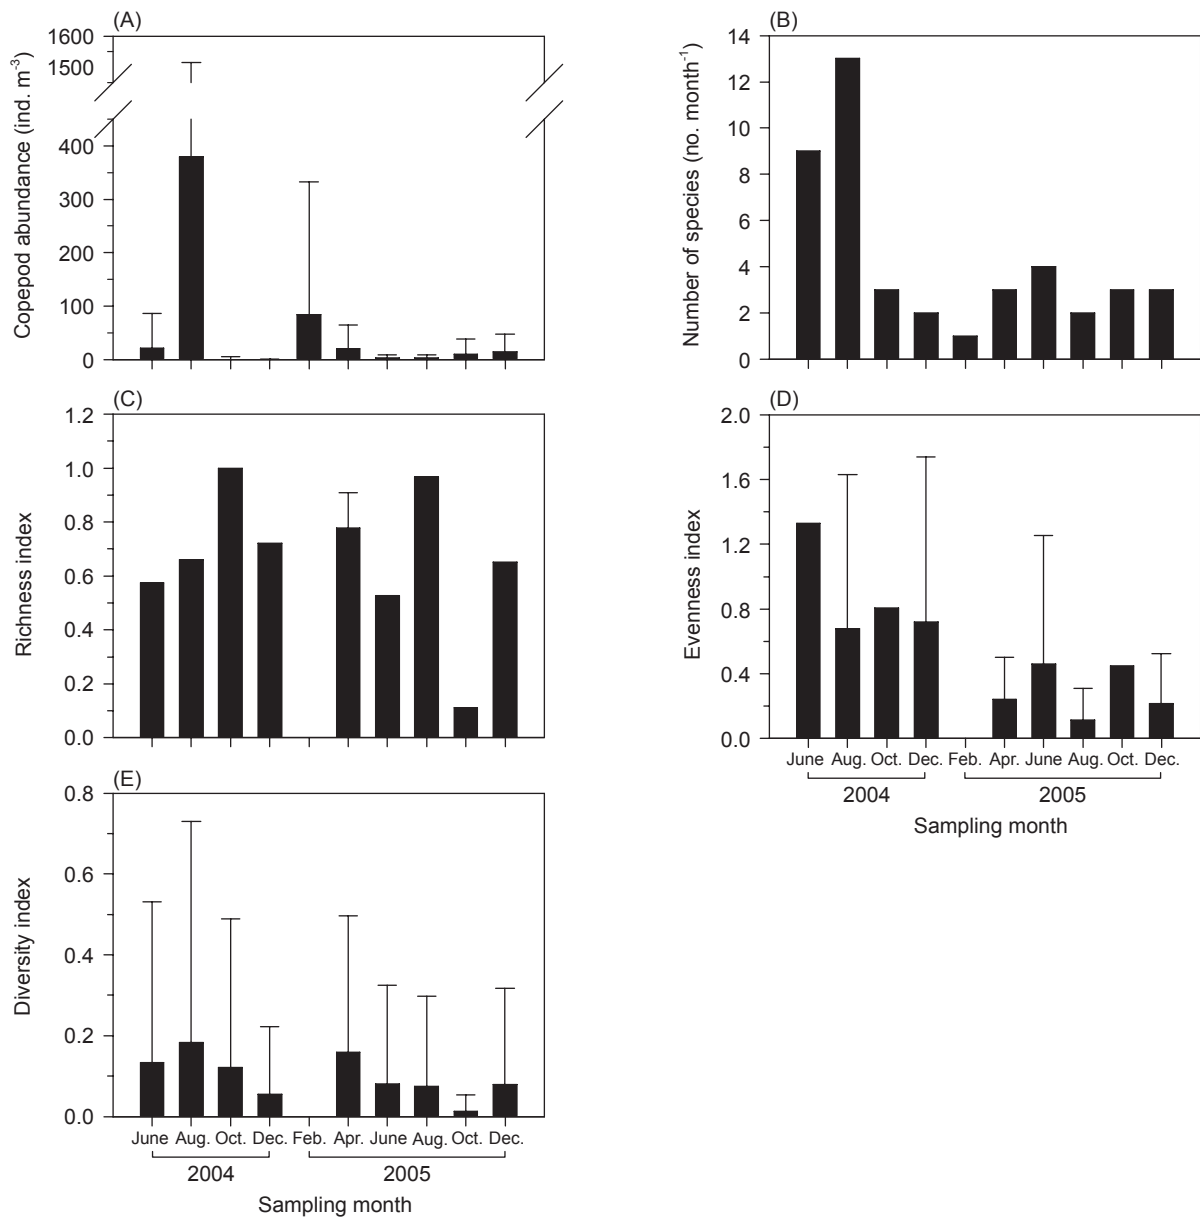 (A)
Copepod abundance (ind. m-3)
1600
1500
400
300
200
100
0
(B)
Number of species (no. month-1)
14
12
10
8
6
4
2
0
(C)
Richness index
1.2
1.0
0.8
0.6
0.4
0.2
0.0
(D)
Evenness index
2.0
1.6
1.2
0.8
0.4
0.0
June Aug. Oct. Dec. Feb. Apr. June Aug. Oct. Dec.
2004 2005
Sampling month
(E)
Diversity index
0.8
0.6
0.4
0.2
0.0
June Aug. Oct. Dec. Feb. Apr. June Aug. Oct. Dec.
2004 2005
Sampling month